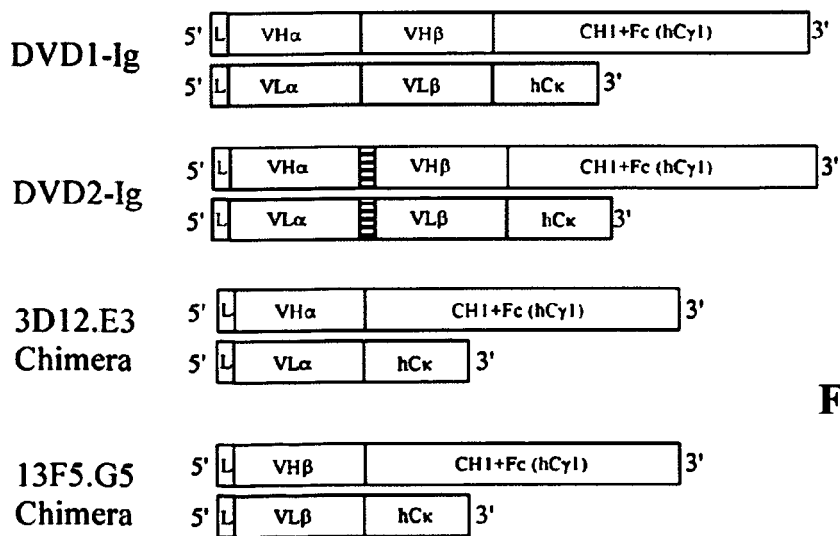 DVD1-Ig
5' L VHα VHβ CH1+Fc (hCγ1) 3'
5' L VLα VLβ hCκ 3'
DVD2-Ig
5' L VHα VHβ CH1+Fc (hCγ1) 3'
5' L VLα VLβ hCκ 3'
3D12.E3
Chimera
5' L VHα CH1+Fc (hCγ1) 3'
5' L VLα hCκ 3'
F
13F5.G5
Chimera
5' L VHβ CH1+Fc (hCγ1) 3'
5' L VLβ hCκ 3'